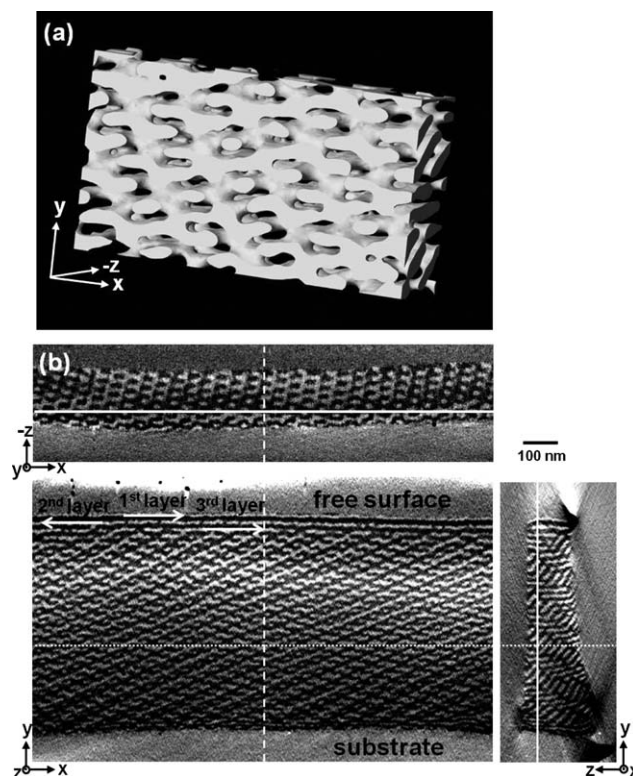 (a)
y
-z
x
(b)
-z
y x
100 nm
2nd layer 1st layer 3rd layer
free surface
substrate
y
z x
y
z x